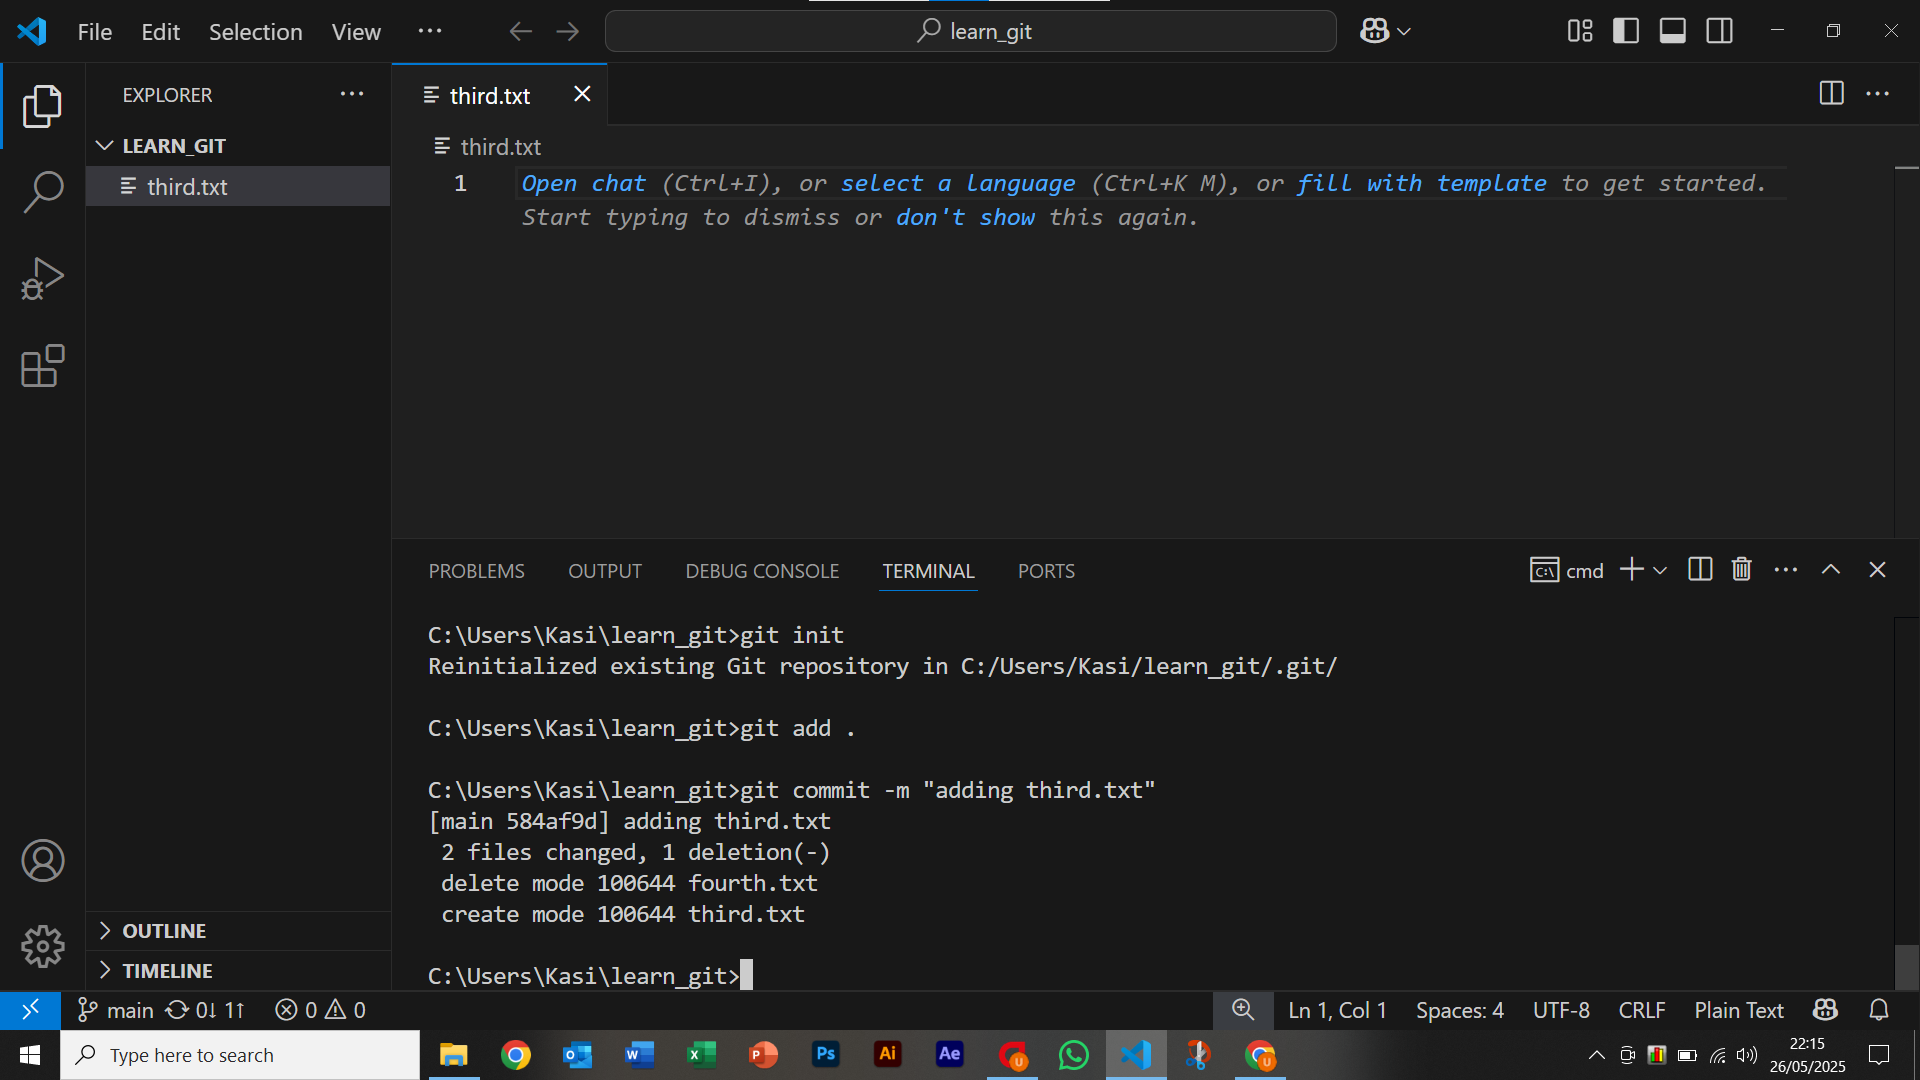 File Edit Selection View ··· learn_git
EXPLORER ···
third.txt
LEARN_GIT
third.txt
third.txt
1 Open chat (Ctrl+I), or select a language (Ctrl+K M), or fill with template to get started.
Start typing to dismiss or don't show this again.
PROBLEMS OUTPUT DEBUG CONSOLE TERMINAL PORTS
cmd
C:\Users\Kasi\learn_git>git init
Reinitialized existing Git repository in C:/Users/Kasi/learn_git/.git/
C:\Users\Kasi\learn_git>git add .
C:\Users\Kasi\learn_git>git commit -m "adding third.txt"
[main 584af9d] adding third.txt
2 files changed, 1 deletion(-)
delete mode 100644 fourth.txt
create mode 100644 third.txt
C:\Users\Kasi\learn_git>
OUTLINE
TIMELINE
main 0↓ 1↑ 0 0 Ln 1, Col 1 Spaces: 4 UTF-8 CRLF Plain Text
Type here to search
Ps Ai Ae
22:15
26/05/2025